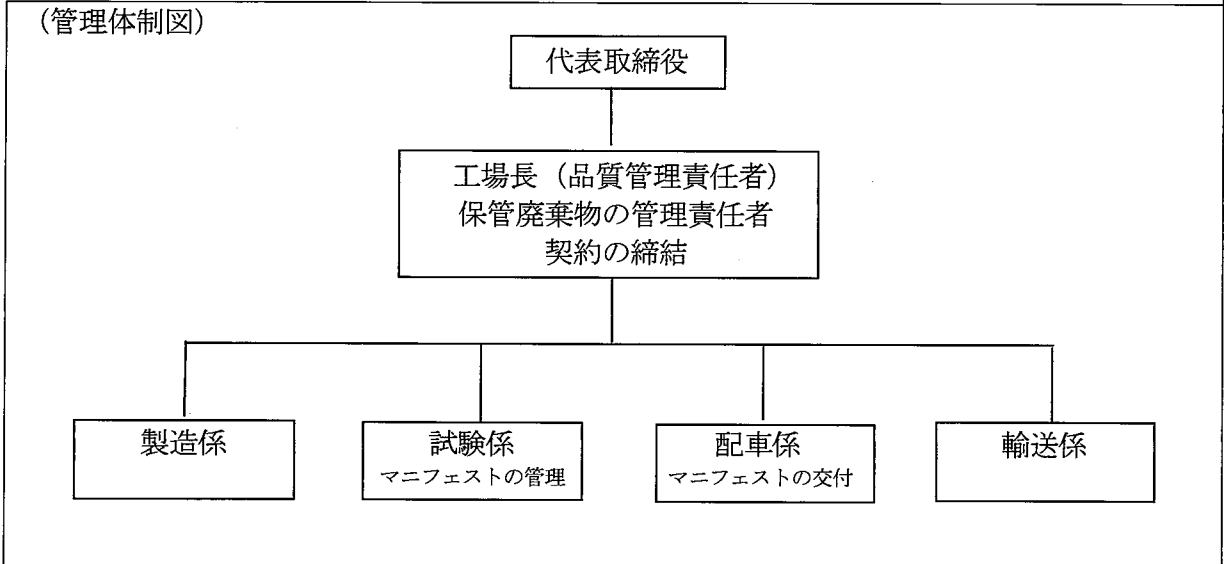 （管理体制図）
代表取締役
工場長（品質管理責任者）
保管廃棄物の管理責任者
契約の締結
製造係
試験係
マニフェストの管理
配車係
マニフェストの交付
輸送係